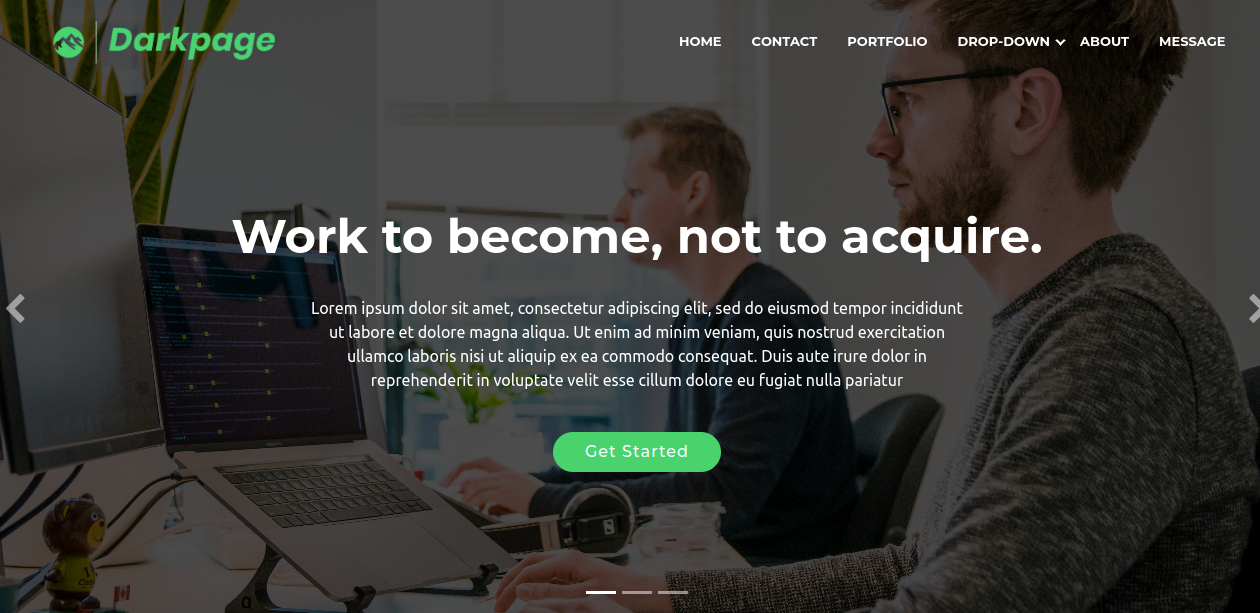 Darkpage
HOME CONTACT PORTFOLIO DROP-DOWN ABOUT MESSAGE
Work to become, not to acquire.
Lorem ipsum dolor sit amet, consectetur adipiscing elit, sed do eiusmod tempor incididunt
ut labore et dolore magna aliqua. Ut enim ad minim veniam, quis nostrud exercitation
ullamco laboris nisi ut aliquip ex ea commodo consequat. Duis aute irure dolor in
reprehenderit in voluptate velit esse cillum dolore eu fugiat nulla pariatur
Get Started